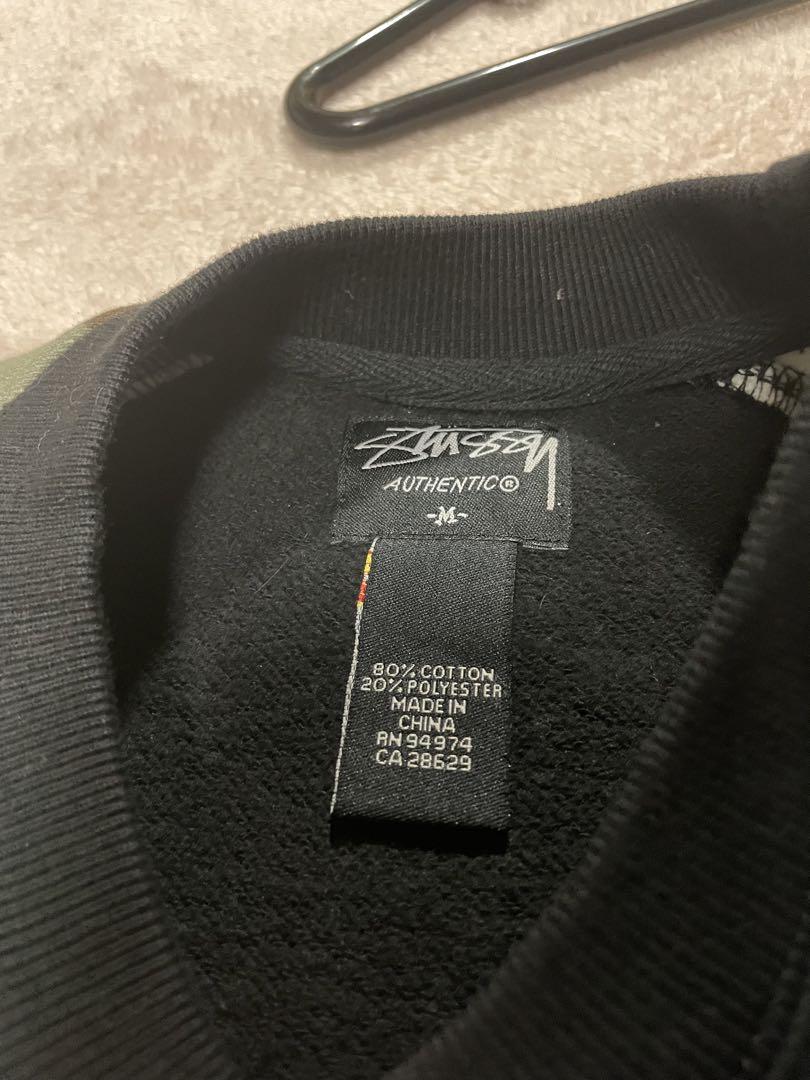 Stüssy
AUTHENTIC®
-M-
80% COTTON
20% POLYESTER
MADE IN
CHINA
RN 94974
CA 28629